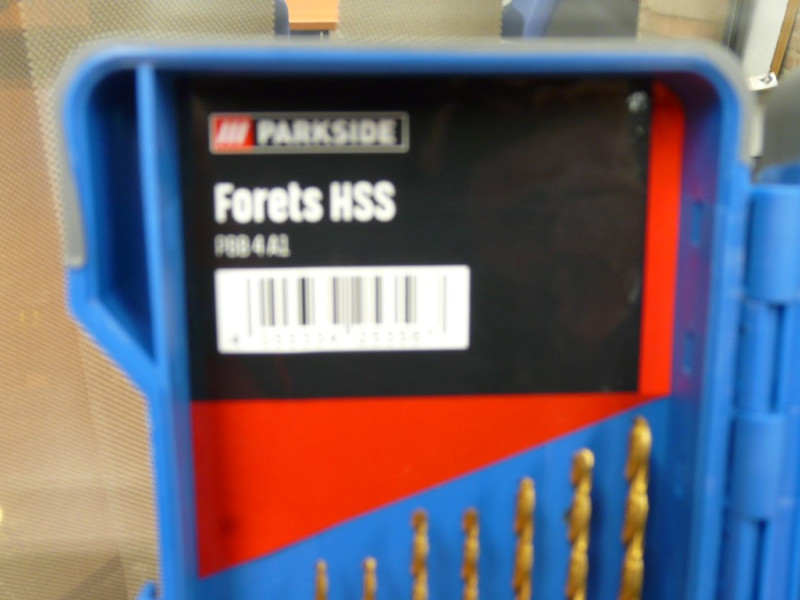 PARKSIDE
Forets HSS
PBB 4 A1